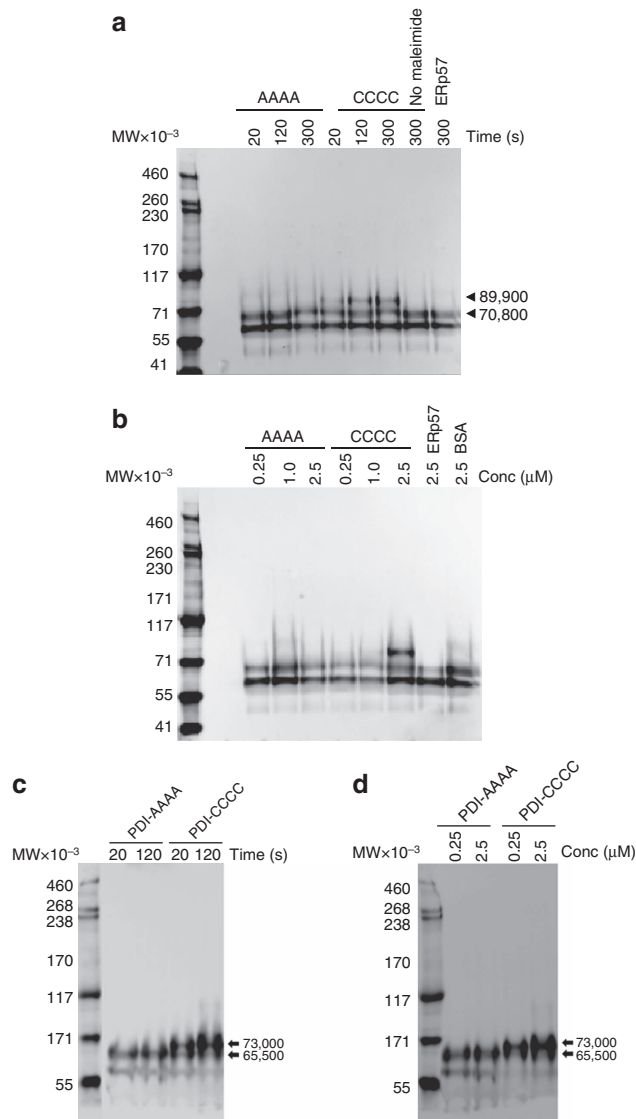 a
AAAA CCCC No maleimide ERp57
MW×10⁻³ 20 120 300 20 120 300 300 300 Time (s)
460
260
230
170
117
89,900
71 70,800
55
41
b
AAAA CCCC ERp57 BSA
MW×10⁻³ 0.25 1.0 2.5 0.25 1.0 2.5 2.5 2.5 Conc (μM)
460
260
230
171
117
71
55
41
c
PDI-AAAA PDI-CCCC
MW×10⁻³ 20 120 20 120 Time (s)
460
268
238
170
117
171 73,000
65,500
55
d
PDI-AAAA PDI-CCCC
MW×10⁻³ 0.25 2.5 0.25 2.5 Conc (μM)
460
268
238
170
117
171 73,000
65,500
55